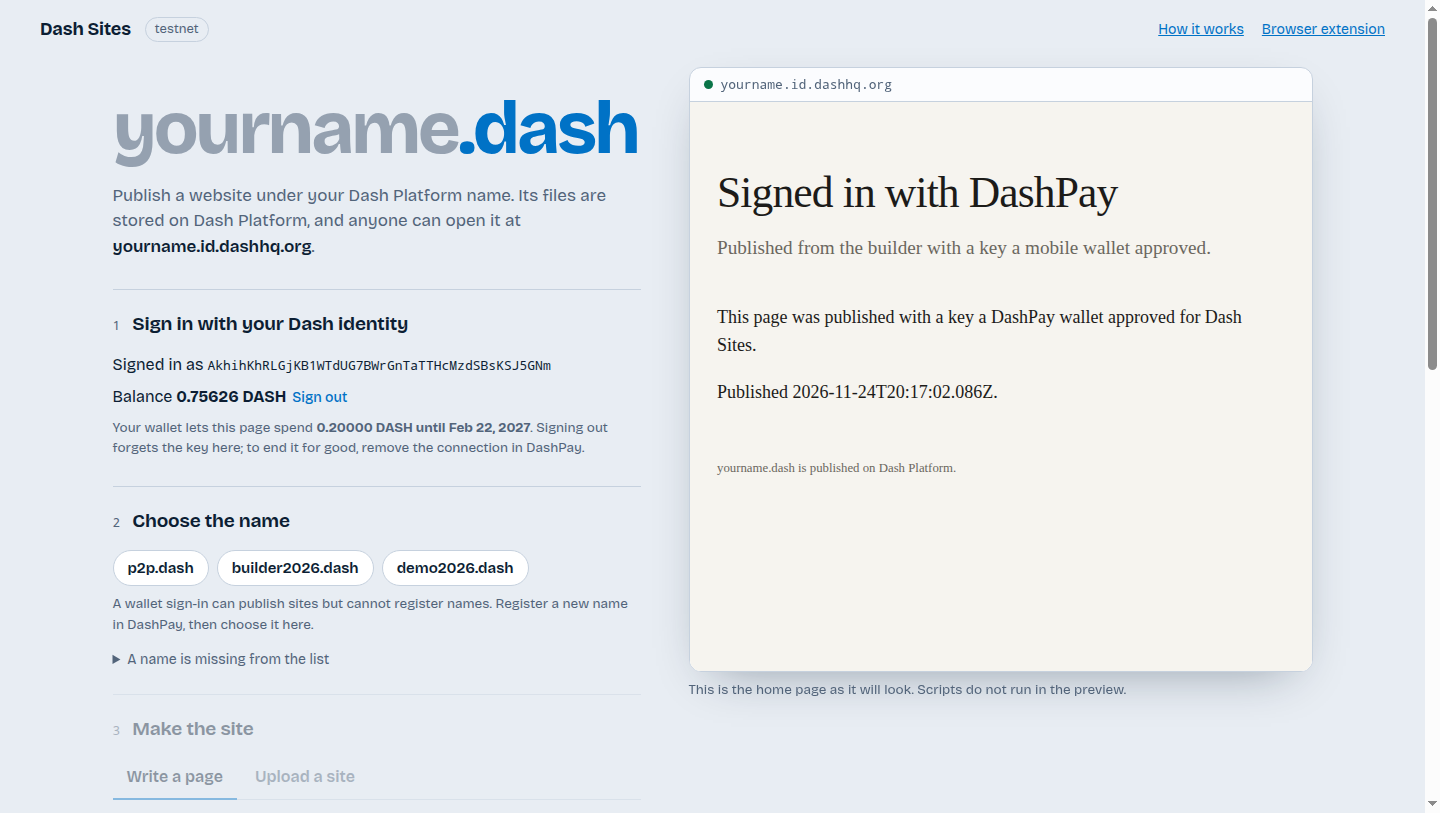 Dash Sites
testnet
How it works
Browser extension
yourname.dash
Publish a website under your Dash Platform name. Its files are
stored on Dash Platform, and anyone can open it at
yourname.id.dashhq.org.
1 Sign in with your Dash identity
Signed in as AkhihKhRLGjKB1WTdUG7BWrGnTaTTHcMzdSBsKSJ5GNm
Balance 0.75626 DASH Sign out
Your wallet lets this page spend 0.20000 DASH until Feb 22, 2027. Signing out
forgets the key here; to end it for good, remove the connection in DashPay.
2 Choose the name
p2p.dash
builder2026.dash
demo2026.dash
A wallet sign-in can publish sites but cannot register names. Register a new name
in DashPay, then choose it here.
A name is missing from the list
3 Make the site
Write a page
Upload a site
yourname.id.dashhq.org
Signed in with DashPay
Published from the builder with a key a mobile wallet approved.
This page was published with a key a DashPay wallet approved for Dash
Sites.
Published 2026-11-24T20:17:02.086Z.
yourname.dash is published on Dash Platform.
This is the home page as it will look. Scripts do not run in the preview.